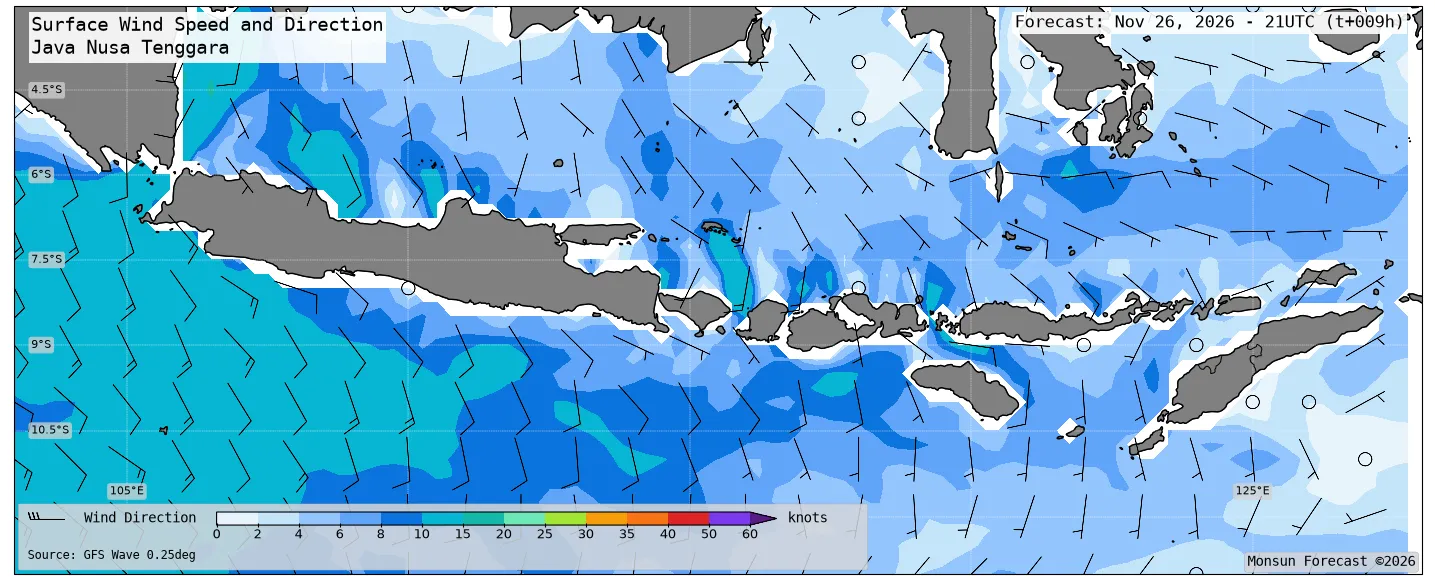 Surface Wind Speed and Direction
Java Nusa Tenggara
Forecast: Nov 26, 2026 - 21UTC (t+009h)
4.5°S
6°S
7.5°S
9°S
10.5°S
105°E
125°E
Wind Direction
0 2 4 6 8 10 15 20 25 30 35 40 50 60
knots
Source: GFS Wave 0.25deg
Monsun Forecast ©2026